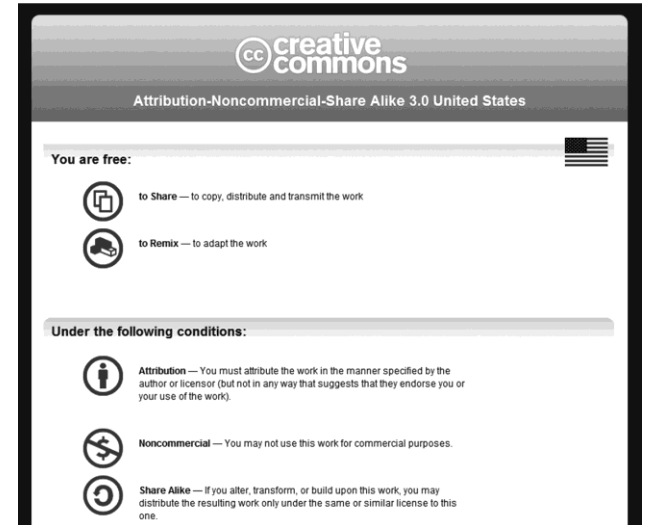 cc creative
commons
Attribution-Noncommercial-Share Alike 3.0 United States
You are free:
to Share — to copy, distribute and transmit the work
to Remix — to adapt the work
Under the following conditions:
Attribution — You must attribute the work in the manner specified by the
author or licensor (but not in any way that suggests that they endorse you or
your use of the work).
Noncommercial — You may not use this work for commercial purposes.
Share Alike — If you alter, transform, or build upon this work, you may
distribute the resulting work only under the same or similar license to this
one.